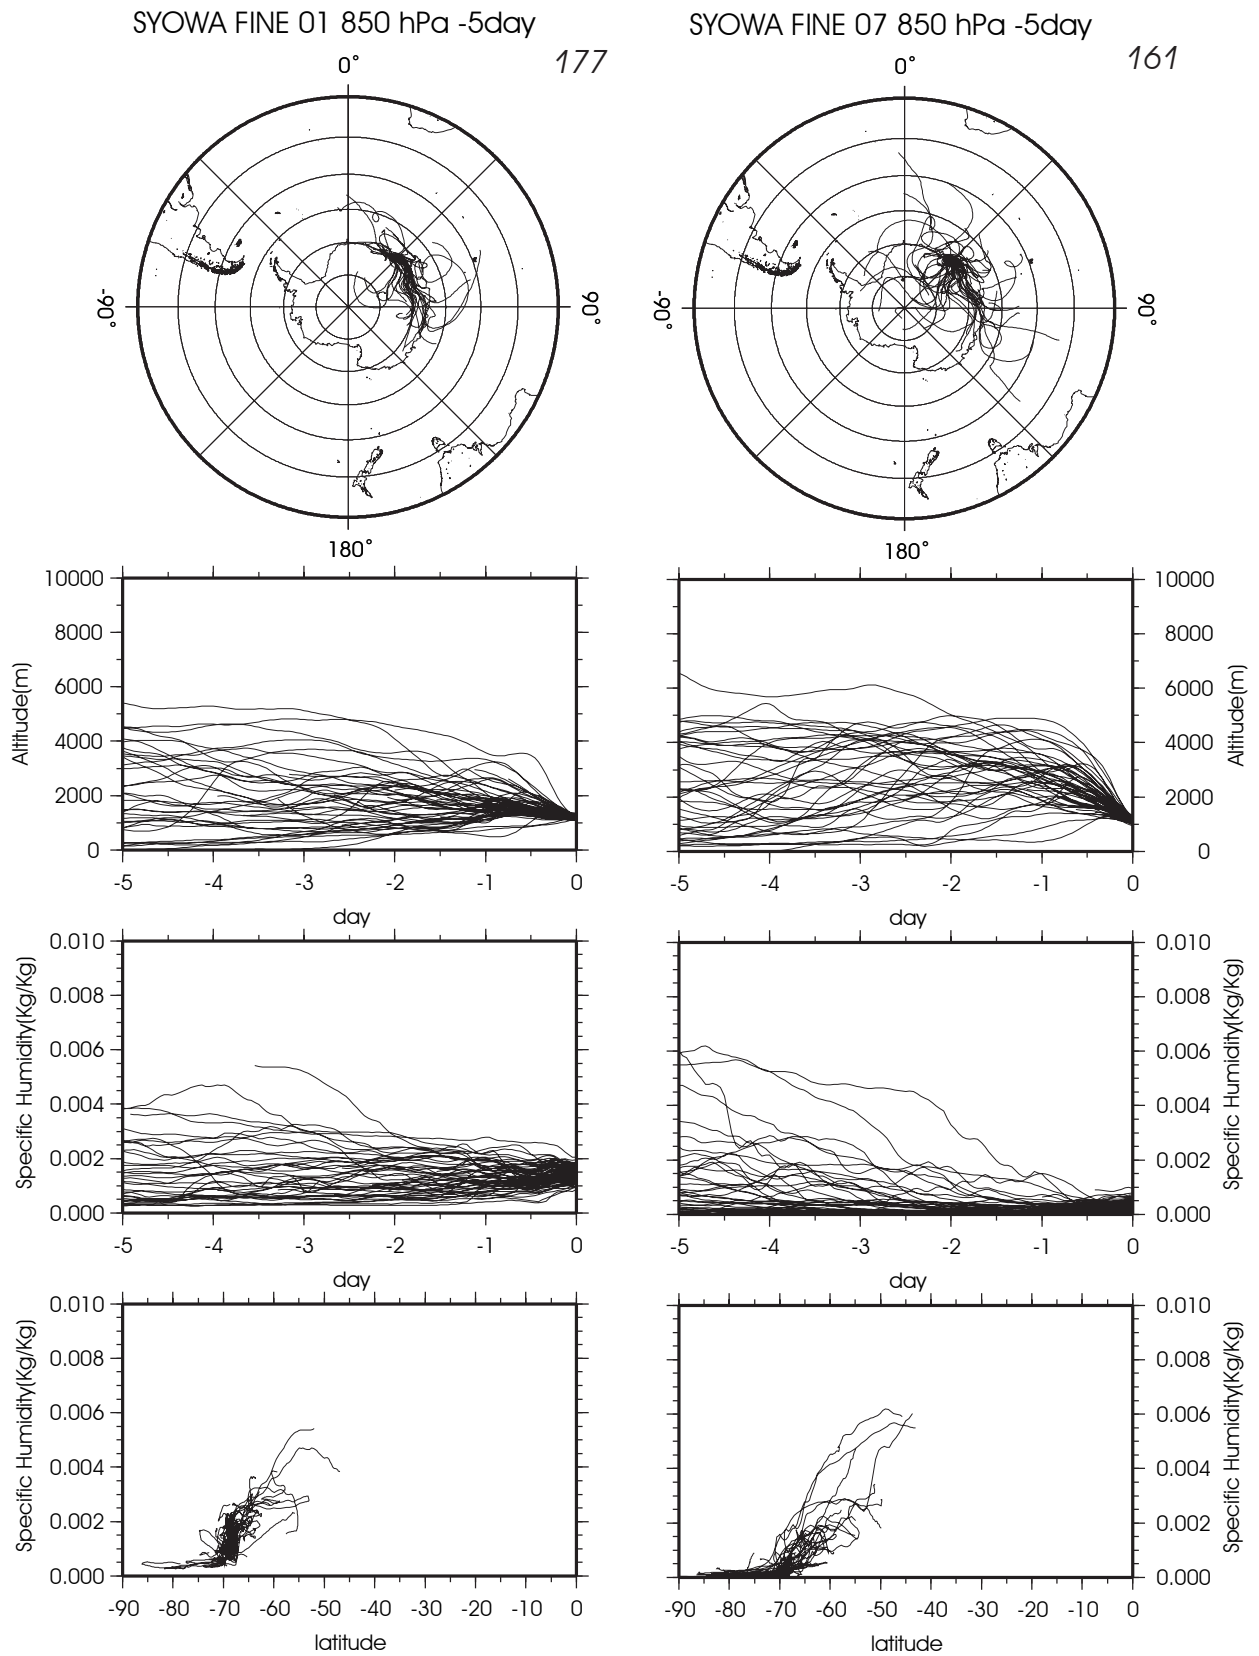 SYOWA FINE 01 850 hPa -5day
SYOWA FINE 07 850 hPa -5day
177
161
0°
0°
-90°
90°
-90°
90°
180°
180°
10000
8000
6000
4000
2000
0
Altitude(m)
-5 -4 -3 -2 -1 0
day
10000
8000
6000
4000
2000
0
Altitude(m)
-5 -4 -3 -2 -1 0
day
0.010
0.008
0.006
0.004
0.002
0.000
Specific Humidity(Kg/Kg)
-5 -4 -3 -2 -1 0
day
0.010
0.008
0.006
0.004
0.002
0.000
Specific Humidity(Kg/Kg)
-5 -4 -3 -2 -1 0
day
0.010
0.008
0.006
0.004
0.002
0.000
Specific Humidity(Kg/Kg)
-90 -80 -70 -60 -50 -40 -30 -20 -10 0
latitude
0.010
0.008
0.006
0.004
0.002
0.000
Specific Humidity(Kg/Kg)
-90 -80 -70 -60 -50 -40 -30 -20 -10 0
latitude